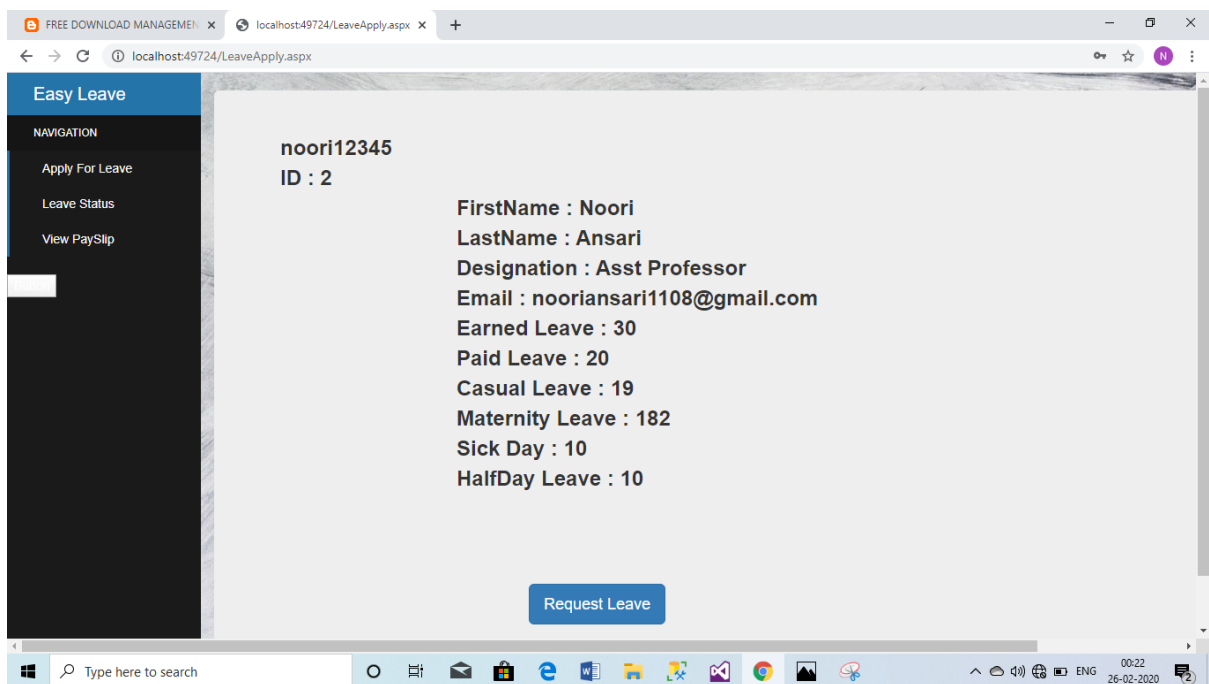 FREE DOWNLOAD MANAGEMEN
localhost:49724/LeaveApply.aspx
localhost:49724/LeaveApply.aspx
N
Easy Leave
NAVIGATION
Apply For Leave
Leave Status
View PaySlip
noori12345
ID : 2
FirstName : Noori
LastName : Ansari
Designation : Asst Professor
Email : nooriansari1108@gmail.com
Earned Leave : 30
Paid Leave : 20
Casual Leave : 19
Maternity Leave : 182
Sick Day : 10
HalfDay Leave : 10
Request Leave
Type here to search
ENG
00:22
26-02-2020
2